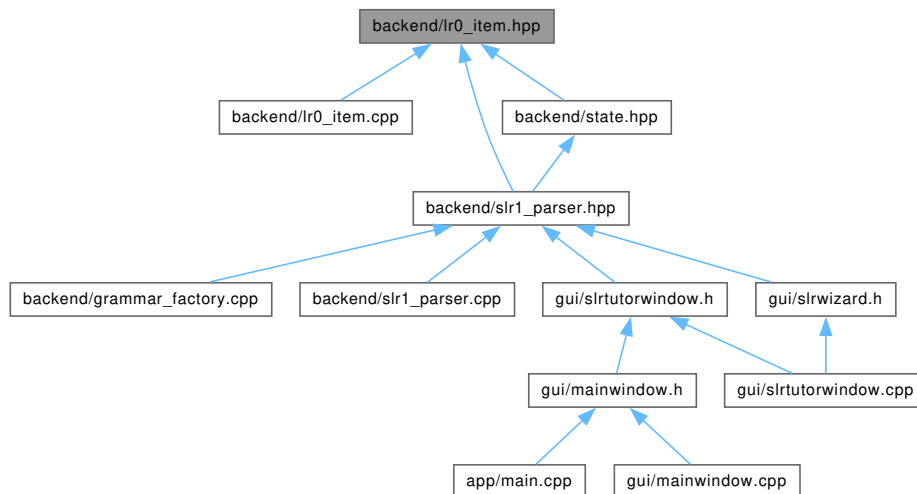 backend/lr0_item.hpp
backend/lr0_item.cpp
backend/state.hpp
backend/slr1_parser.hpp
backend/grammar_factory.cpp
backend/slr1_parser.cpp
gui/slrtutorwindow.h
gui/slrwizard.h
gui/mainwindow.h
gui/slrtutorwindow.cpp
app/main.cpp
gui/mainwindow.cpp